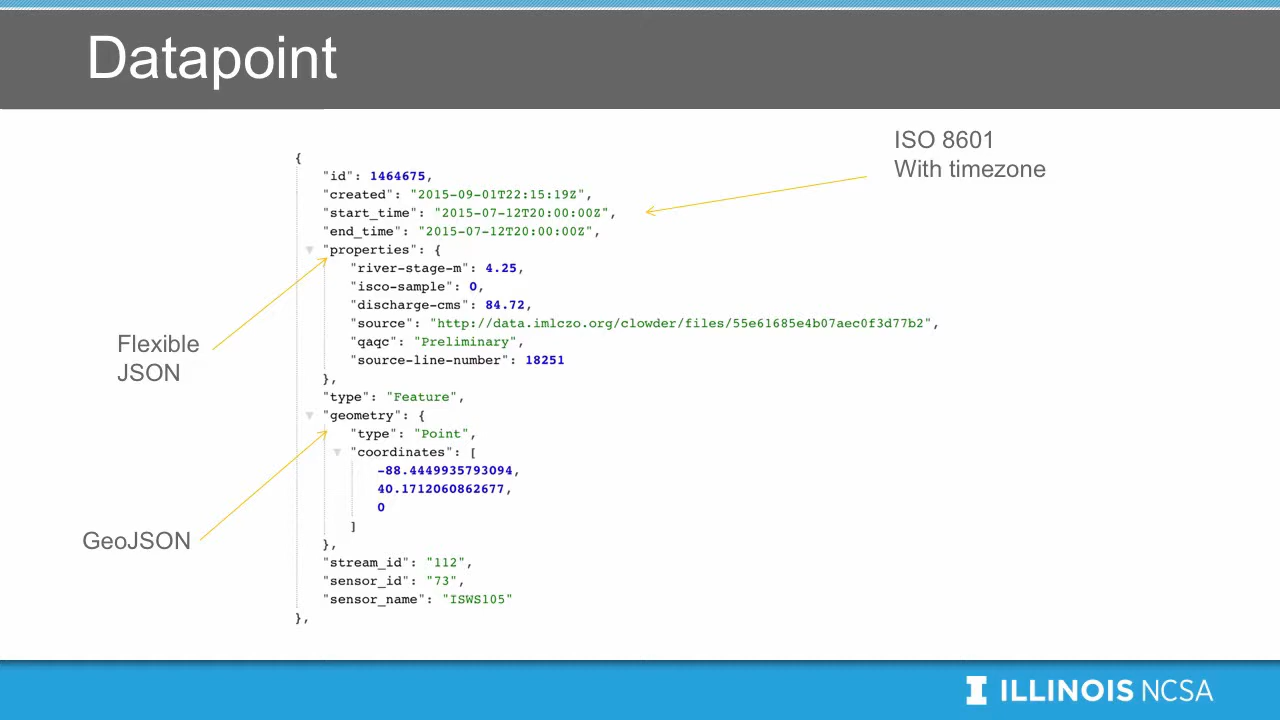 Datapoint
ISO 8601
With timezone
{
"id": 1464675,
"created": "2015-09-01T22:15:19Z",
"start_time": "2015-07-12T20:00:00Z",
"end_time": "2015-07-12T20:00:00Z",
"properties": {
"river-stage-m": 4.25,
"isco-sample": 0,
"discharge-cms": 84.72,
"source": "http://data.imlczo.org/clowder/files/55e61685e4b07aec0f3d77b2",
"qaqc": "Preliminary",
"source-line-number": 18251
},
"type": "Feature",
"geometry": {
"type": "Point",
"coordinates": [
-88.4449935793094,
40.1712060862677,
0
]
},
"stream_id": "112",
"sensor_id": "73",
"sensor_name": "ISWS105"
},
Flexible
JSON
GeoJSON
ILLINOIS NCSA